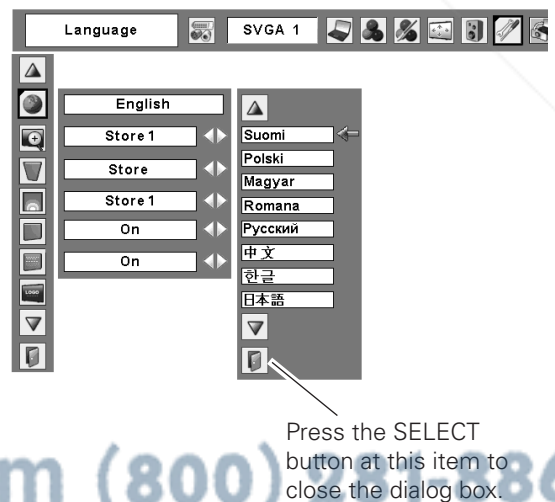 Language
SVGA 1
English
Store 1
Store
Store 1
On
On
LOGO
Suomi
Polski
Magyar
Romana
Русский
中文
한글
日本語
Press the SELECT
button at this item to
close the dialog box.
m (800)